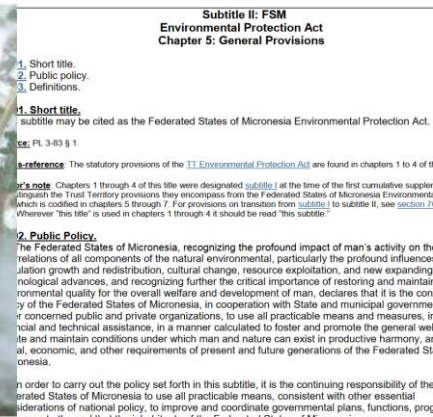 Subtitle II: FSM
Environmental Protection Act
Chapter 5: General Provisions
1. Short title.
2. Public policy.
3. Definitions.
01. Short title.
subtitle may be cited as the Federated States of Micronesia Environmental Protection Act.
ce: PL 3-83 § 1.
s-reference: The statutory provisions of the TT Environmental Protection Act are found in chapters 1 to 4 of th
or's note: Chapters 1 through 4 of this title were designated subtitle I at the time of the first cumulative supplem
tinguish the Trust Territory provisions they encompass from the Federated States of Micronesia Environmenta
which is codified in chapters 5 through 7. For provisions on transition from subtitle I to subtitle II, see section 70
Wherever "this title" is used in chapters 1 through 4 it should be read "this subtitle."
02. Public Policy.
The Federated States of Micronesia, recognizing the profound impact of man's activity on the
rrelations of all components of the natural environment, particularly the profound influences
ulation growth and redistribution, cultural change, resource exploitation, and new expanding
nological advances, and recognizing further the critical importance of restoring and maintain
ronmental quality for the overall welfare and development of man, declares that it is the con
cy of the Federated States of Micronesia, in cooperation with State and municipal governme
r concerned public and private organizations, to use all practicable means and measures, in
ncial and technical assistance, in a manner calculated to foster and promote the general wel
te and maintain conditions under which man and nature can exist in productive harmony, an
al, economic, and other requirements of present and future generations of the Federated Sta
ronesia.
n order to carry out the policy set forth in this subtitle, it is the continuing responsibility of the
erated States to use all practicable means, consistent with other essential
siderations of national policy, to improve and coordinate governmental plans, functions, prog